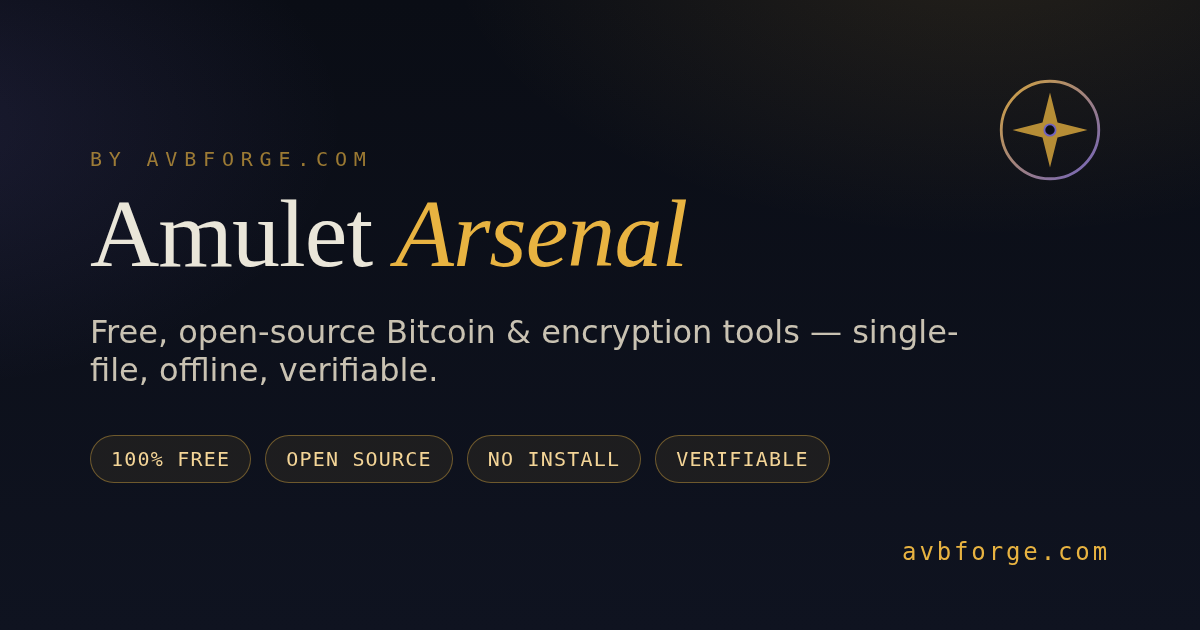 BY AVBFORGE.COM
Amulet Arsenal
Free, open-source Bitcoin & encryption tools — single-
file, offline, verifiable.
100% FREE OPEN SOURCE NO INSTALL VERIFIABLE
avbforge.com